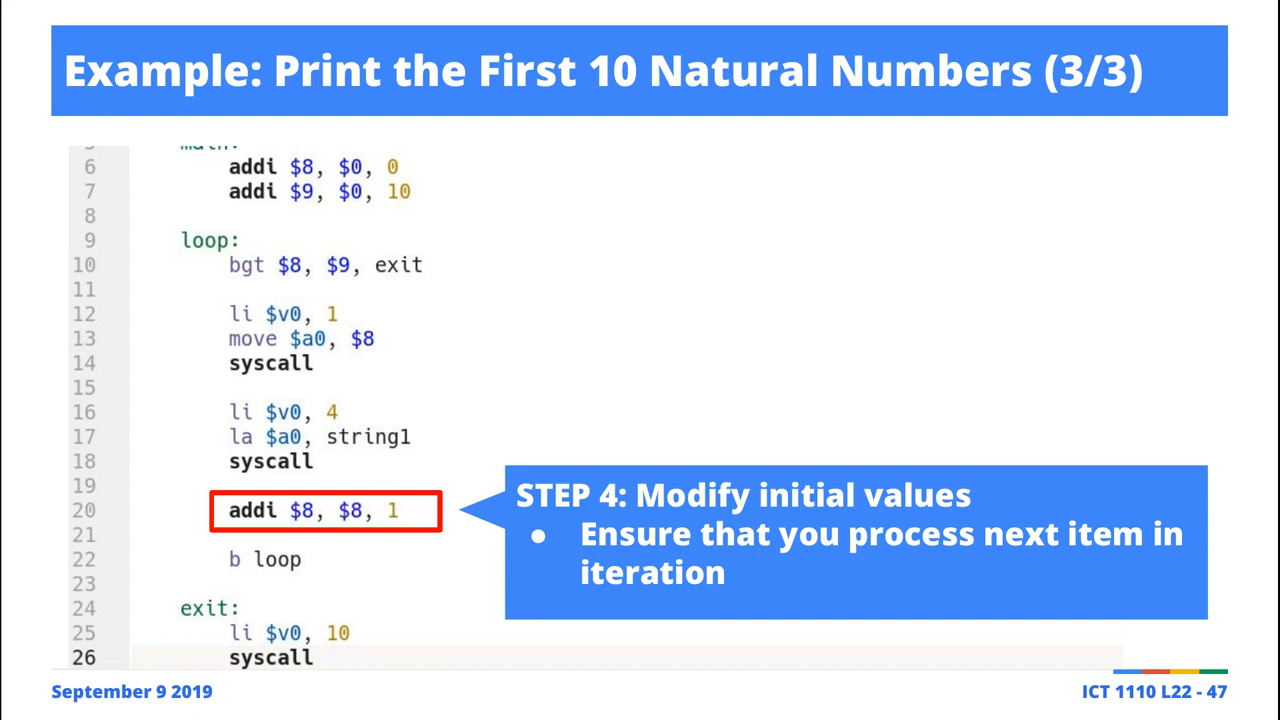 Example: Print the First 10 Natural Numbers (3/3)
6 addi $8, $0, 0
7 addi $9, $0, 10
8
9 loop:
10 bgt $8, $9, exit
11
12 li $v0, 1
13 move $a0, $8
14 syscall
15
16 li $v0, 4
17 la $a0, string1
18 syscall
19
20 addi $8, $8, 1
21
22 b loop
23
24 exit:
25 li $v0, 10
26 syscall
STEP 4: Modify initial values
● Ensure that you process next item in
iteration
September 9 2019
ICT 1110 L22 - 47